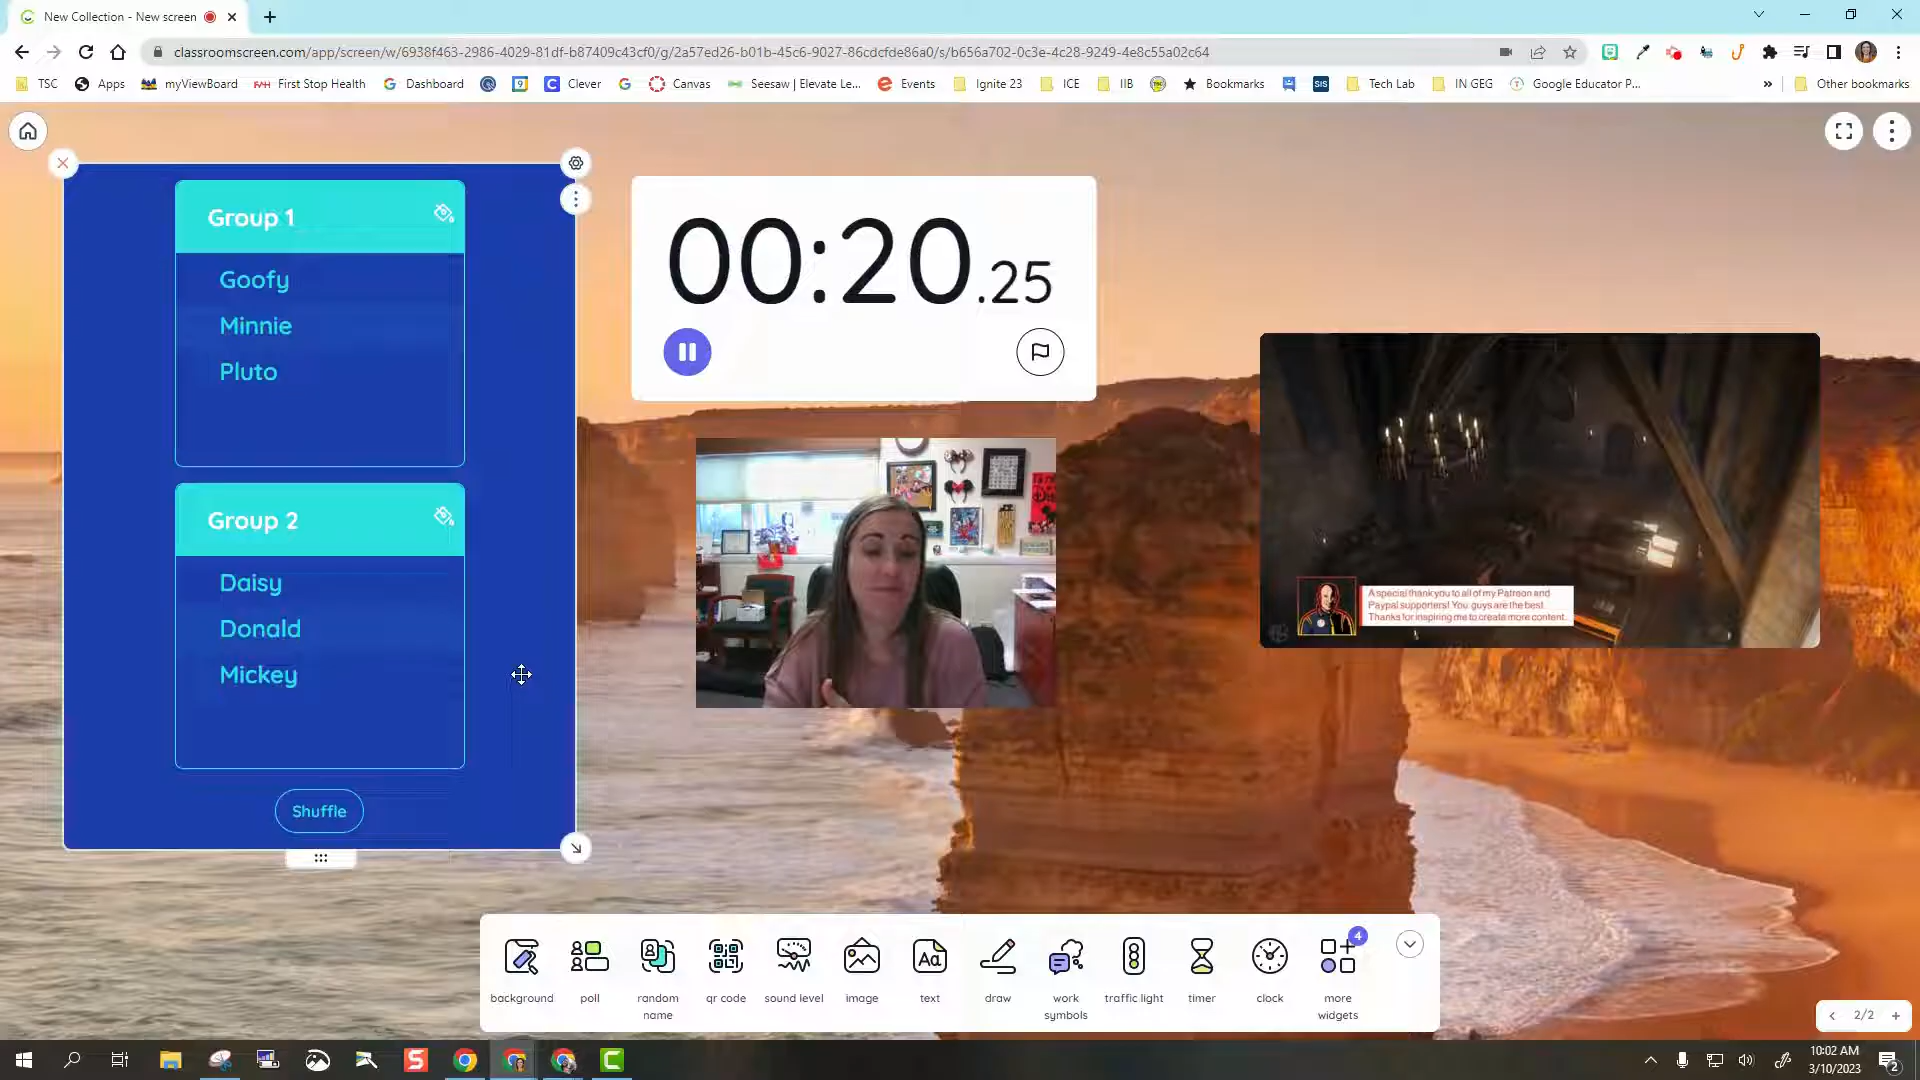 New Collection - New screen
classroomscreen.com/app/screen/w/6938f463-2986-4029-81df-b87409c43cf0/g/2a57ed26-b01b-45c6-9027-86cdcfde86a0/s/b656a702-0c3e-4c28-9249-4e8c55a02c64
TSC Apps myViewBoard First Stop Health Dashboard Clever Canvas Seesaw | Elevate Le... Events Ignite 23 ICE IIB Bookmarks SIS Tech Lab IN GEG Google Educator P... » Other bookmarks
Group 1
Goofy
Minnie
Pluto
Group 2
Daisy
Donald
Mickey
Shuffle
00:20.25
A special thank you to all of my Patreon and
Paypal supporters! You guys are the best.
Thanks for inspiring me to create more content.
background
poll
random
name
qr code
sound level
image
text
draw
work
symbols
traffic light
timer
clock
4
more
widgets
2/2
10:02 AM
3/10/2023
2